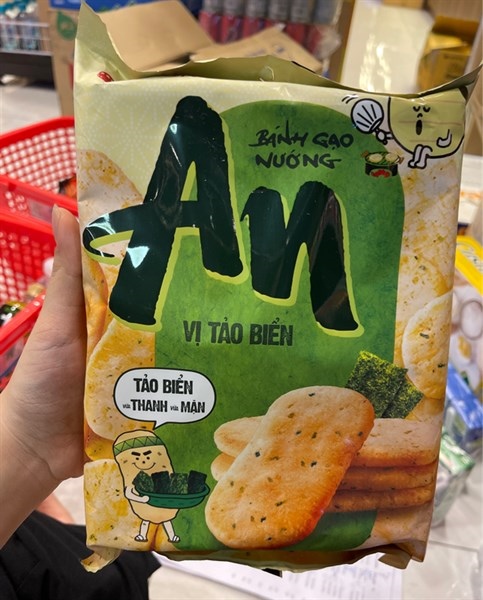 BÁNH GẠO
NƯỚNG
An
VỊ TẢO BIỂN
TẢO BIỂN
vừa THANH vừa MẶN